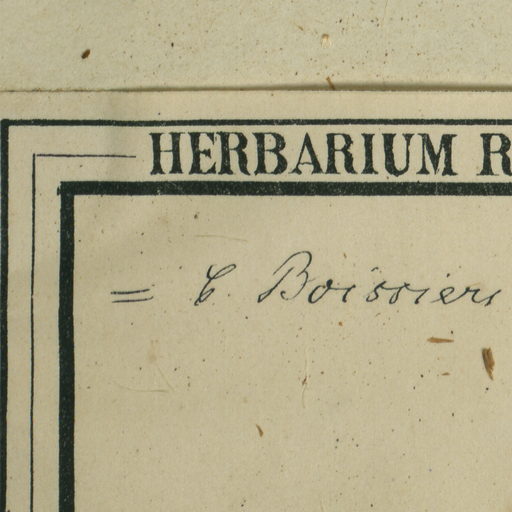 HERBARIUM R
= C. Boissieri